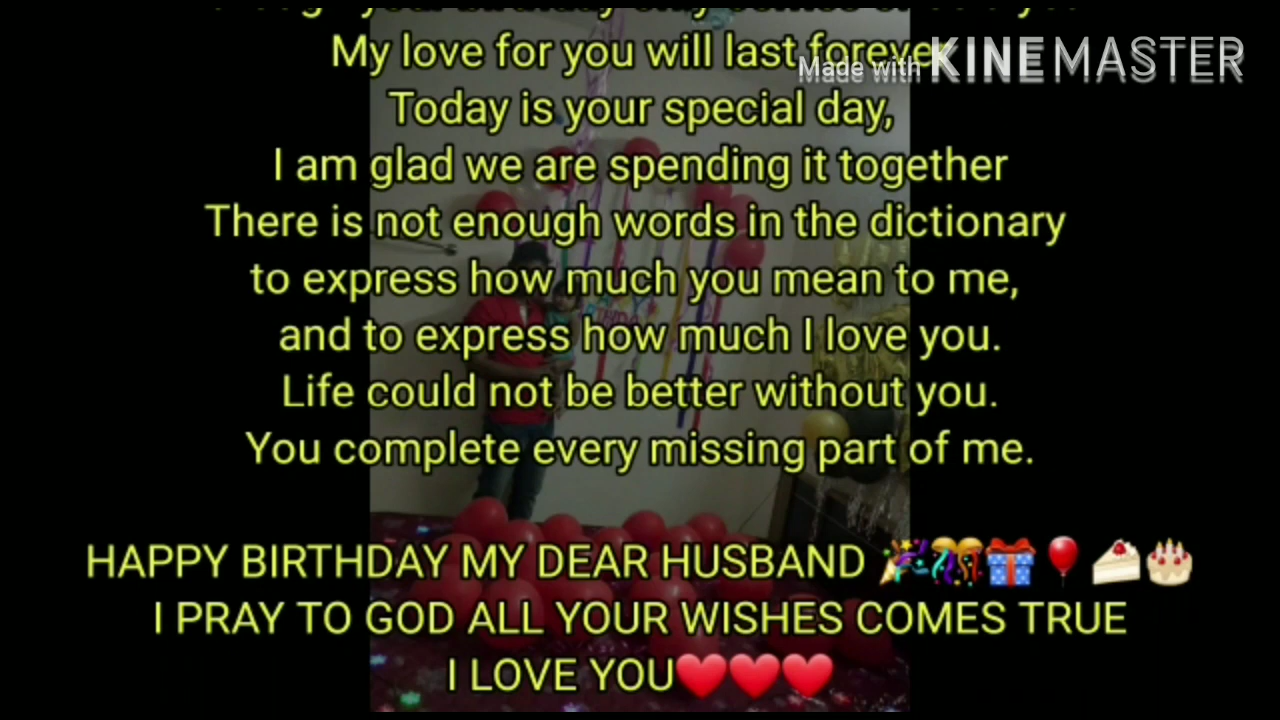 My love for you will last forever
Made with KINEMASTER
Today is your special day,
I am glad we are spending it together
There is not enough words in the dictionary
to express how much you mean to me,
and to express how much I love you.
Life could not be better without you.
You complete every missing part of me.
HAPPY BIRTHDAY MY DEAR HUSBAND 🎉🎊🎁🎈🍰🎂
I PRAY TO GOD ALL YOUR WISHES COMES TRUE
I LOVE YOU❤️❤️❤️